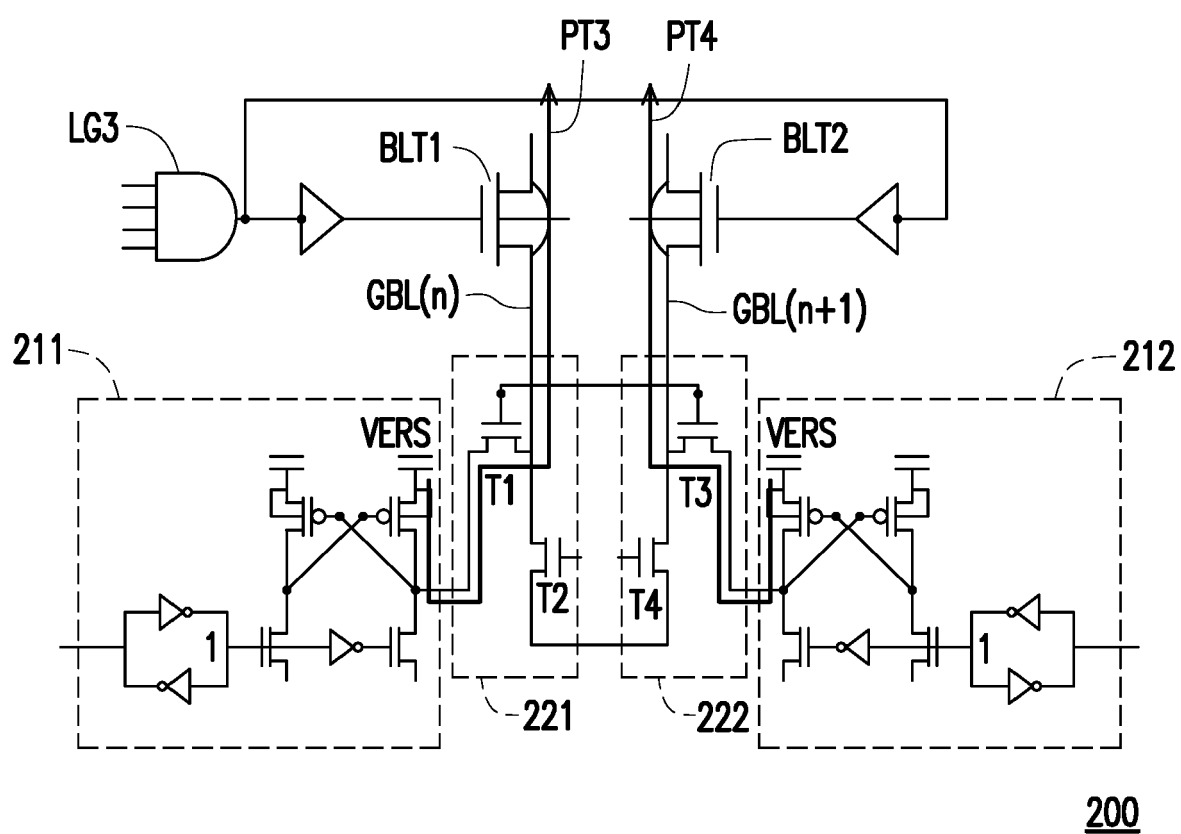 PT3 PT4
LG3
BLT1 BLT2
GBL(n) GBL(n+1)
211 212
VERS VERS
T1 T3
T2 T4
1 1
221 222
200